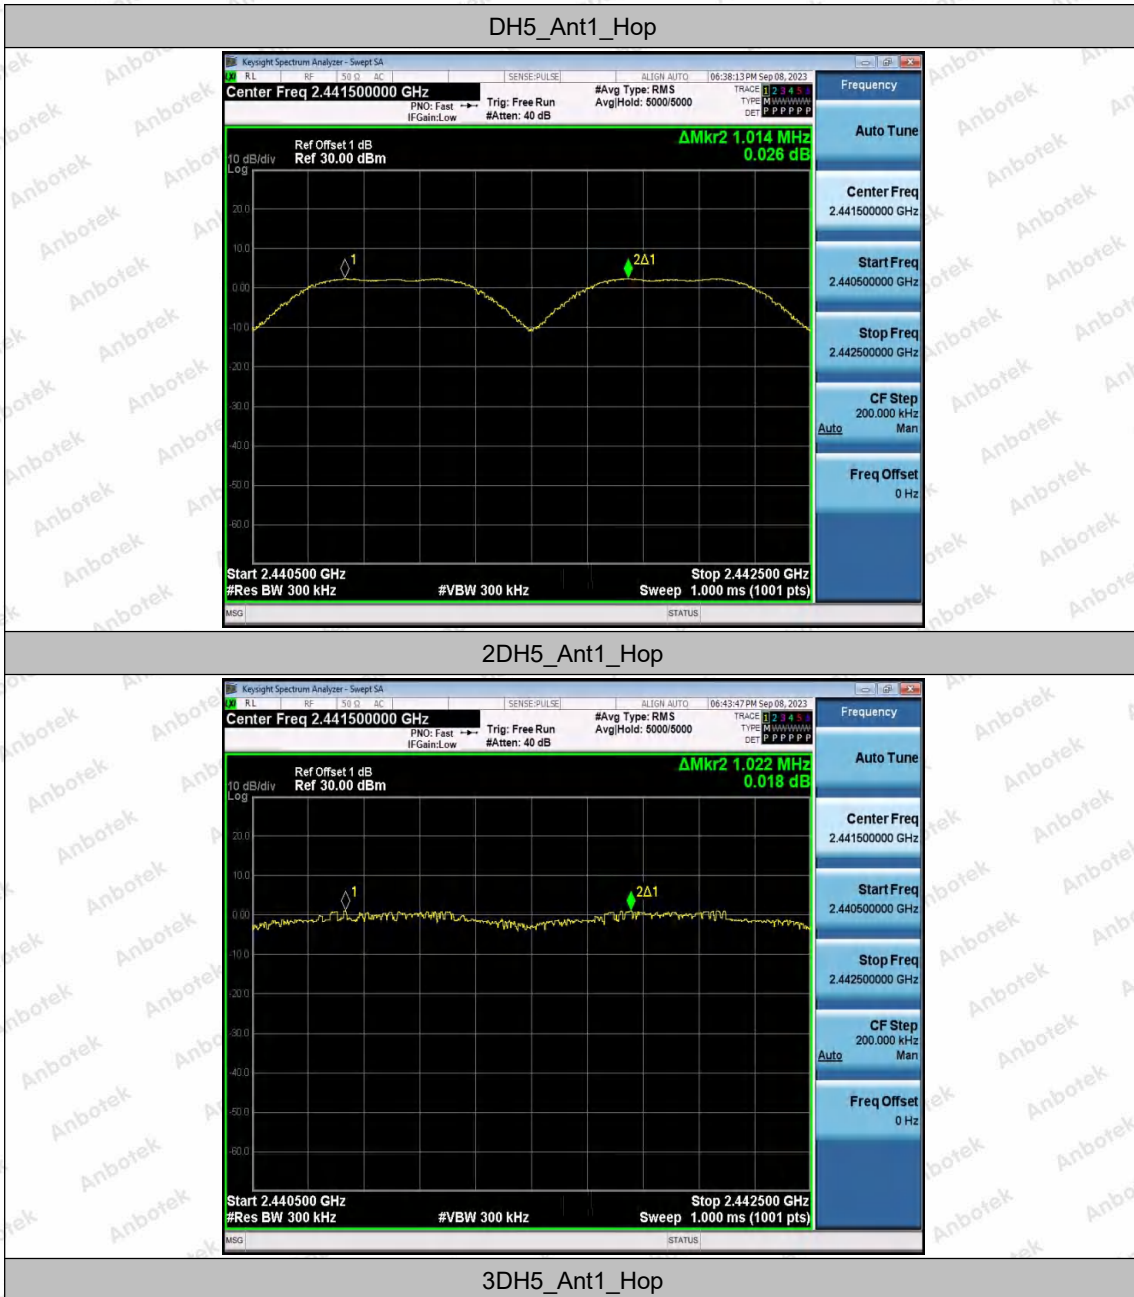 DH5_Ant1_Hop
Keysight Spectrum Analyzer - Swept SA
RL RF 50 Ω AC SENSE:PULSE ALIGN AUTO 06:38:13 PM Sep 08, 2023
Center Freq 2.441500000 GHz
PNO: Fast
IFGain:Low
Trig: Free Run
#Atten: 40 dB
#Avg Type: RMS
Avg|Hold: 5000/5000
TRACE 1 2 3 4 5 6
TYPE M W W W W W
DET P P P P P P
Frequency
Auto Tune
Center Freq
2.441500000 GHz
Start Freq
2.440500000 GHz
Stop Freq
2.442500000 GHz
CF Step
200.000 kHz
Auto Man
Freq Offset
0 Hz
ΔMkr2 1.014 MHz
0.026 dB
Ref Offset 1 dB
10 dB/div Ref 30.00 dBm
Log
20.0
10.0
0.00
-10.0
-20.0
-30.0
-40.0
-50.0
-60.0
1
2Δ1
Start 2.440500 GHz Stop 2.442500 GHz
#Res BW 300 kHz #VBW 300 kHz Sweep 1.000 ms (1001 pts)
MSG STATUS
2DH5_Ant1_Hop
Keysight Spectrum Analyzer - Swept SA
RL RF 50 Ω AC SENSE:PULSE ALIGN AUTO 06:43:47 PM Sep 08, 2023
Center Freq 2.441500000 GHz
PNO: Fast
IFGain:Low
Trig: Free Run
#Atten: 40 dB
#Avg Type: RMS
Avg|Hold: 5000/5000
TRACE 1 2 3 4 5 6
TYPE M W W W W W
DET P P P P P P
Frequency
Auto Tune
Center Freq
2.441500000 GHz
Start Freq
2.440500000 GHz
Stop Freq
2.442500000 GHz
CF Step
200.000 kHz
Auto Man
Freq Offset
0 Hz
ΔMkr2 1.022 MHz
0.018 dB
Ref Offset 1 dB
10 dB/div Ref 30.00 dBm
Log
20.0
10.0
0.00
-10.0
-20.0
-30.0
-40.0
-50.0
-60.0
1
2Δ1
Start 2.440500 GHz Stop 2.442500 GHz
#Res BW 300 kHz #VBW 300 kHz Sweep 1.000 ms (1001 pts)
MSG STATUS
3DH5_Ant1_Hop